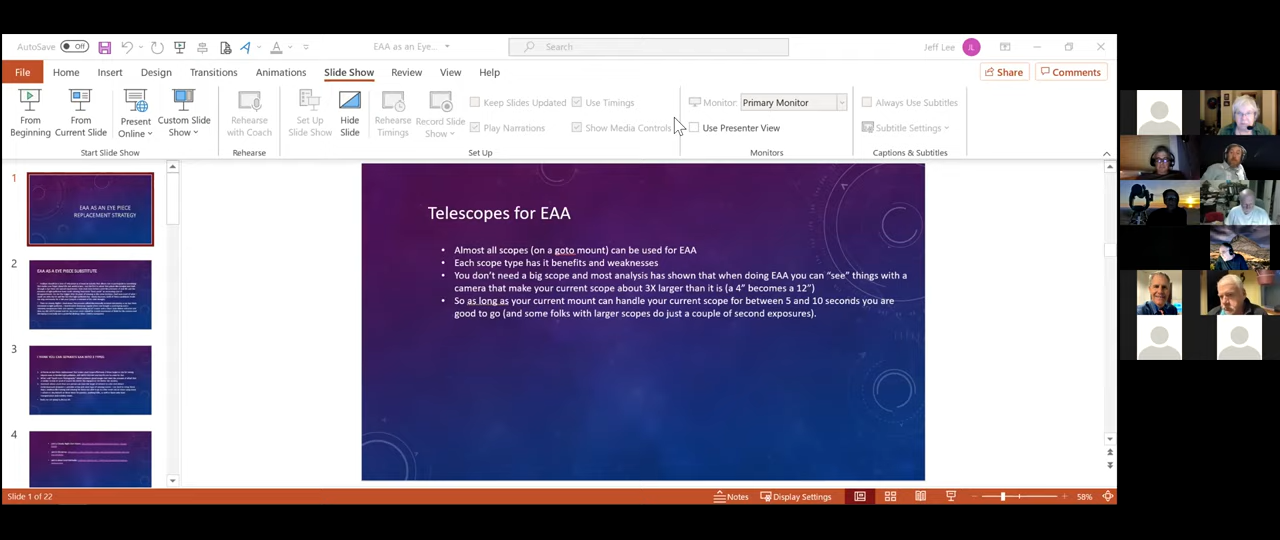 AutoSave Off EAA as an Eye... Search Jeff Lee
File Home Insert Design Transitions Animations Slide Show Review View Help Share Comments
From Beginning
From Current Slide
Present Online
Custom Slide Show
Rehearse with Coach
Set Up Slide Show
Hide Slide
Rehearse Timings
Record Slide Show
Keep Slides Updated
Use Timings
Play Narrations
Show Media Controls
Monitor: Primary Monitor
Use Presenter View
Always Use Subtitles
Subtitle Settings
Start Slide Show Rehearse Set Up Monitors Captions & Subtitles
1
EAA AS AN EYE PIECE
REPLACEMENT STRATEGY
2
EAA AS A EYE PIECE SUBSTITUTE
3
4
Telescopes for EAA
• Almost all scopes (on a goto mount) can be used for EAA
• Each scope type has it benefits and weaknesses
• You don't need a big scope and most analysis has shown that when doing EAA you can "see" things with a
camera that make your current scope about 3X larger than it is (a 4" becomes a 12")
• So as long as your current mount can handle your current scope for between 5 and 10 seconds you are
good to go (and some folks with larger scopes do just a couple of second exposures).
Slide 1 of 22 Notes Display Settings 58%